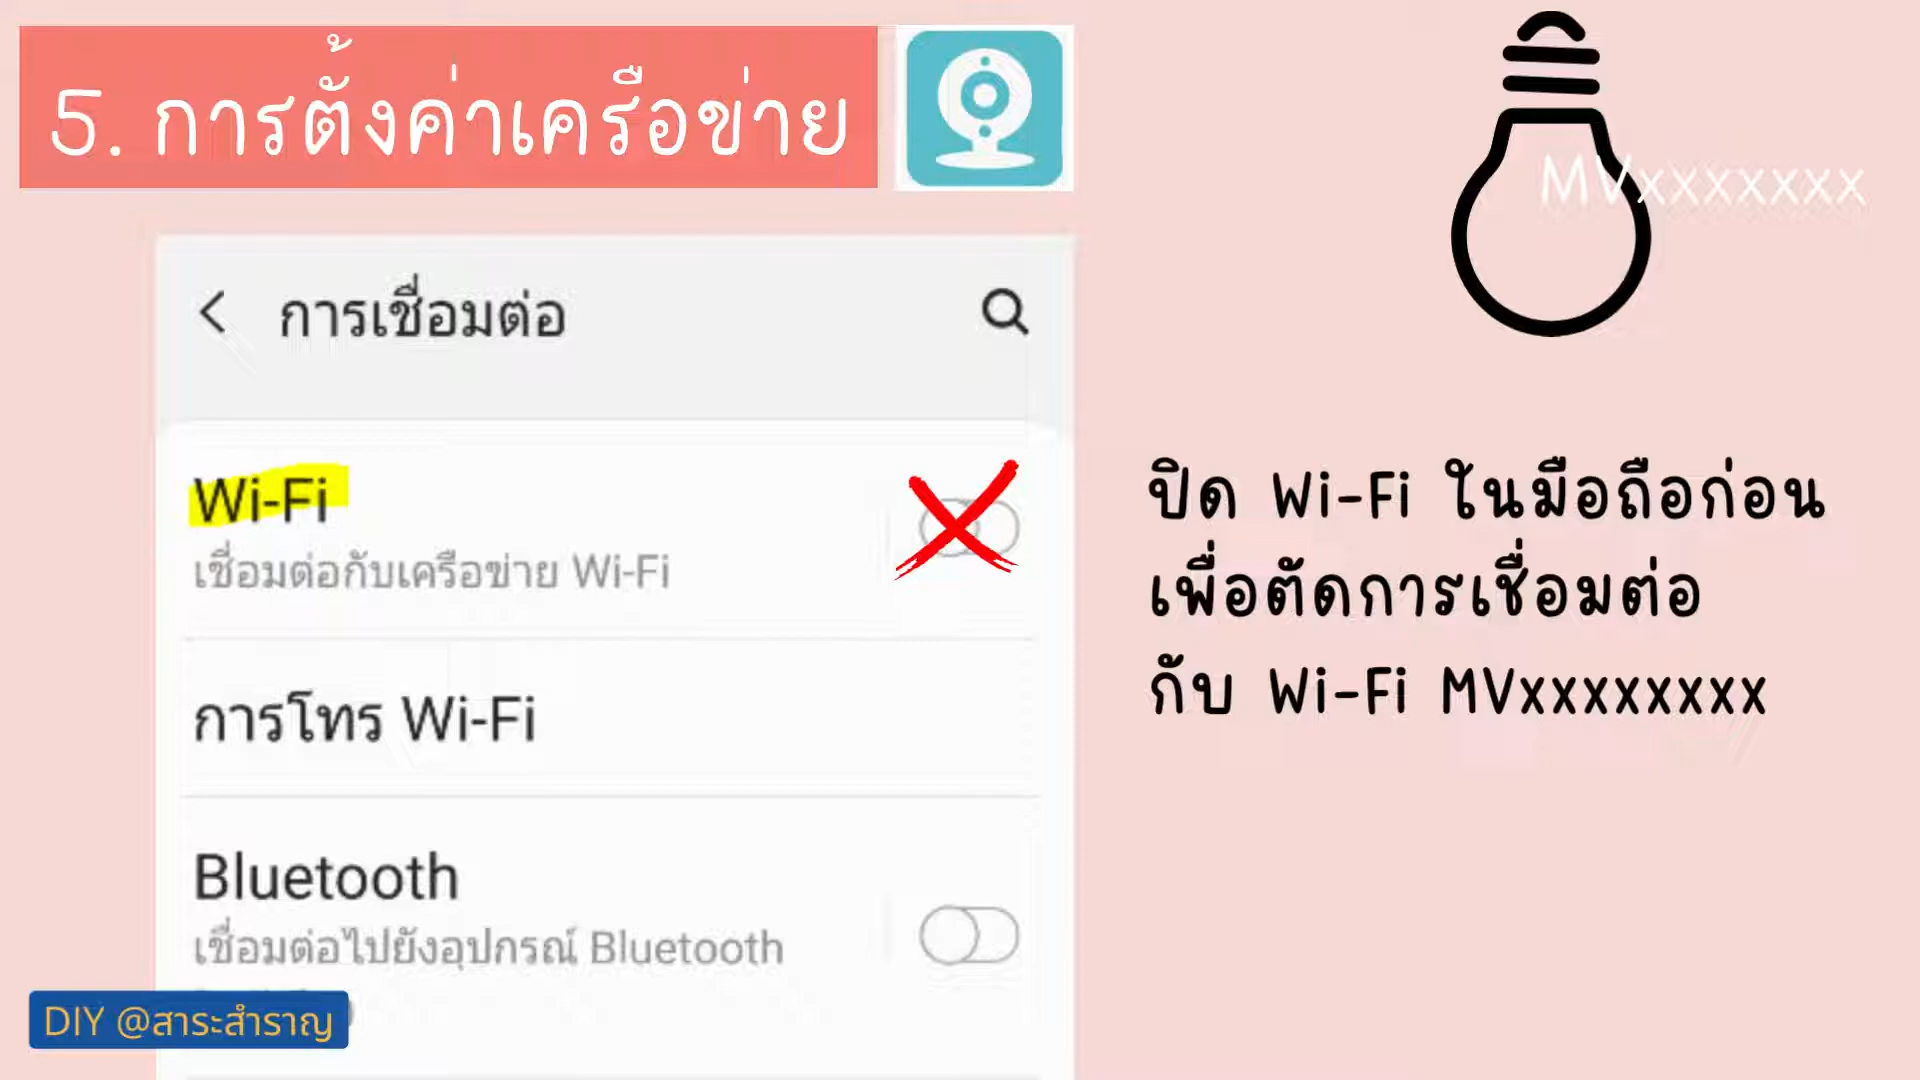 5. การตั้งค่าเครือข่าย
MVxxxxxxx
การเชื่อมต่อ
Wi-Fi
เชื่อมต่อกับเครือข่าย Wi-Fi
การโทร Wi-Fi
Bluetooth
เชื่อมต่อไปยังอุปกรณ์ Bluetooth
ปิด Wi-Fi ในมือถือก่อน
เพื่อตัดการเชื่อมต่อ
กับ Wi-Fi MVxxxxxxxx
DIY @สาระสำราญ